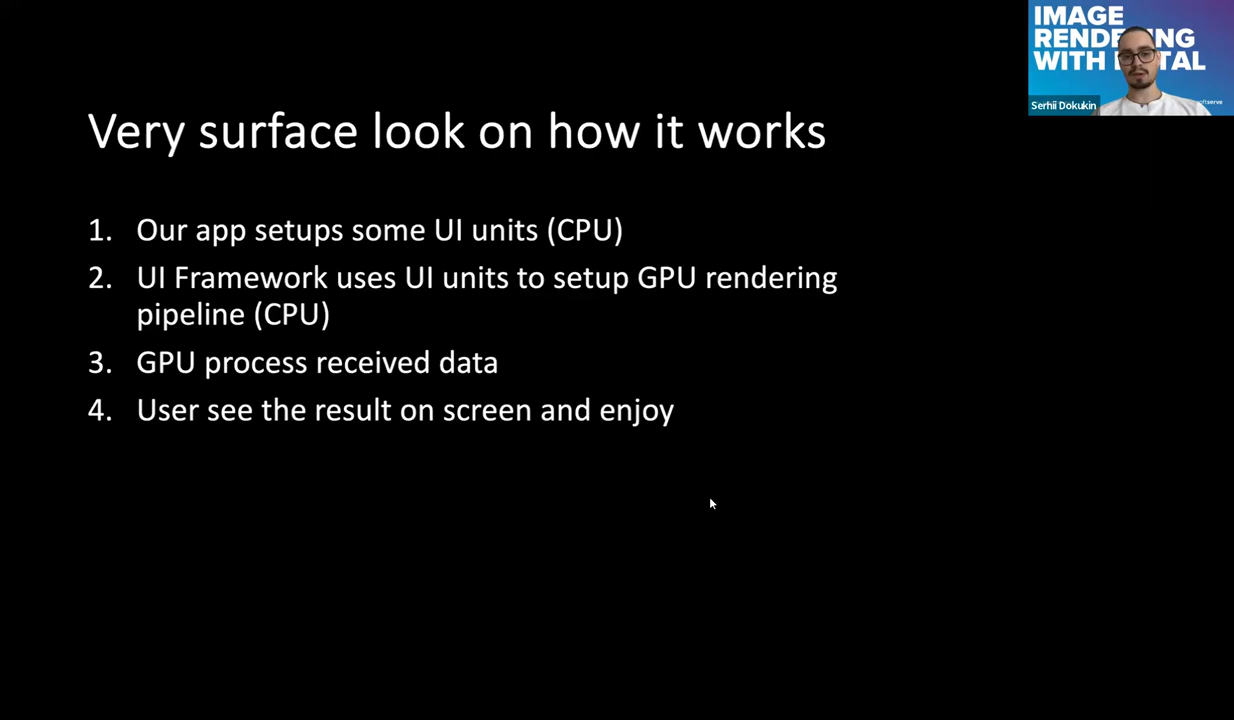 IMAGE
RENDERING
WITH METAL
Serhii Dokukin
Very surface look on how it works
1. Our app setups some UI units (CPU)
2. UI Framework uses UI units to setup GPU rendering
pipeline (CPU)
3. GPU process received data
4. User see the result on screen and enjoy